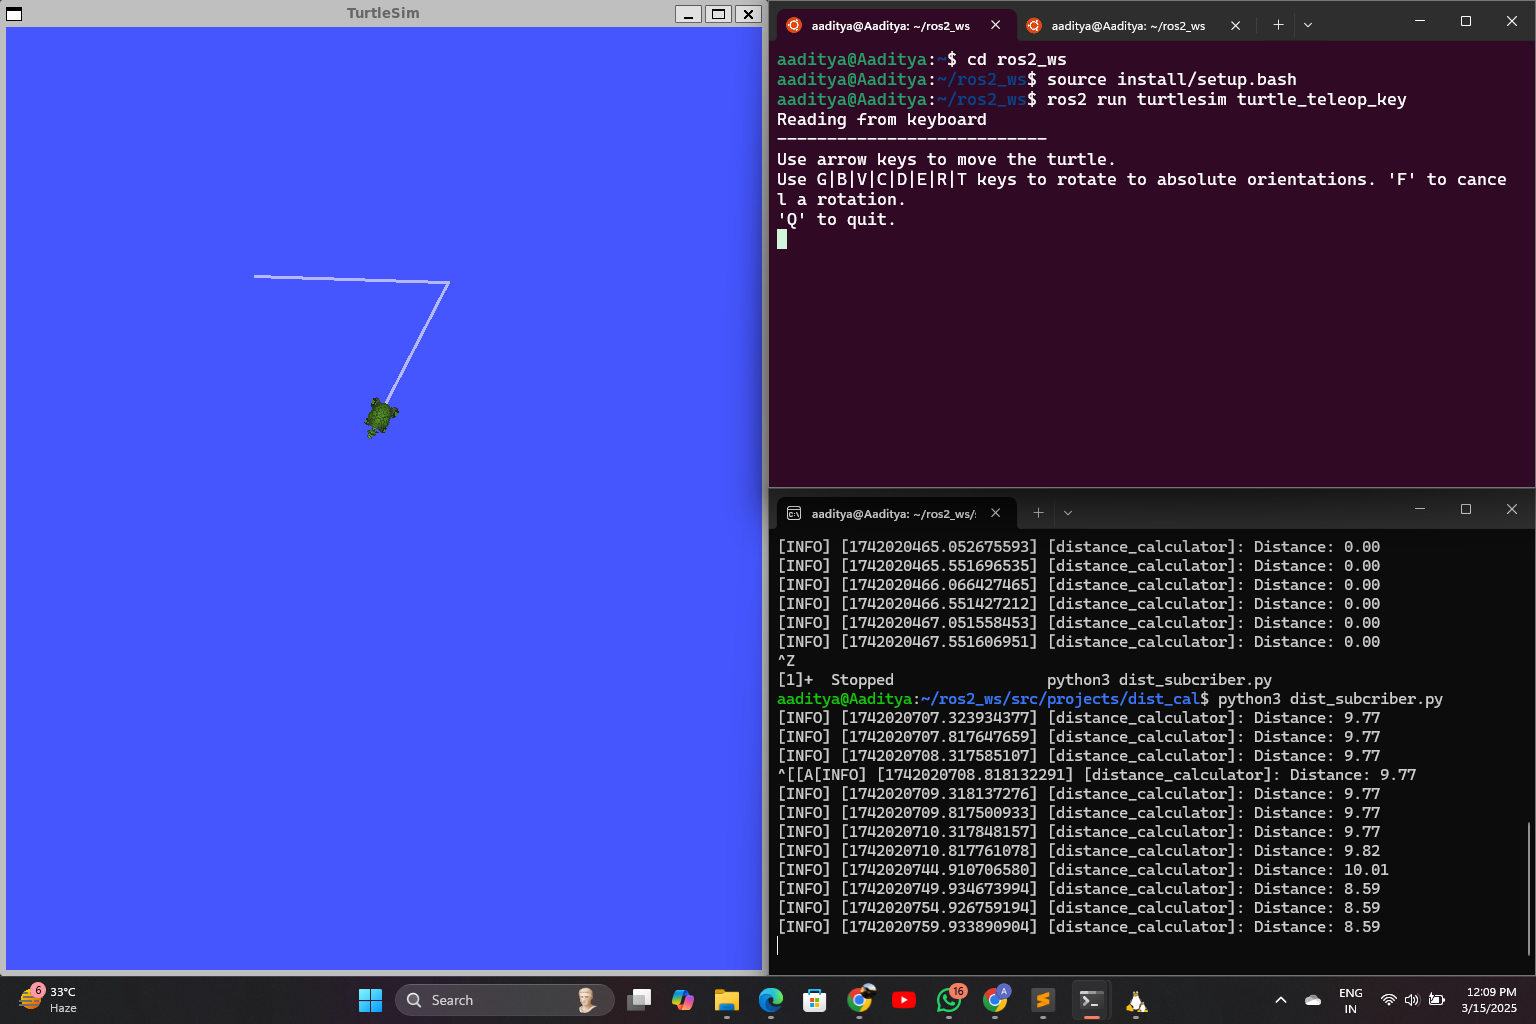 TurtleSim
aaditya@Aaditya: ~/ros2_ws
aaditya@Aaditya: ~/ros2_ws
aaditya@Aaditya:~$ cd ros2_ws
aaditya@Aaditya:~/ros2_ws$ source install/setup.bash
aaditya@Aaditya:~/ros2_ws$ ros2 run turtlesim turtle_teleop_key
Reading from keyboard
---------------------------
Use arrow keys to move the turtle.
Use G|B|V|C|D|E|R|T keys to rotate to absolute orientations. 'F' to cance
l a rotation.
'Q' to quit.
aaditya@Aaditya: ~/ros2_ws/s
[INFO] [1742020465.052675593] [distance_calculator]: Distance: 0.00
[INFO] [1742020465.551696535] [distance_calculator]: Distance: 0.00
[INFO] [1742020466.066427465] [distance_calculator]: Distance: 0.00
[INFO] [1742020466.551427212] [distance_calculator]: Distance: 0.00
[INFO] [1742020467.051558453] [distance_calculator]: Distance: 0.00
[INFO] [1742020467.551606951] [distance_calculator]: Distance: 0.00
^Z
[1]+  Stopped                 python3 dist_subcriber.py
aaditya@Aaditya:~/ros2_ws/src/projects/dist_cal$ python3 dist_subcriber.py
[INFO] [1742020707.323934377] [distance_calculator]: Distance: 9.77
[INFO] [1742020707.817647659] [distance_calculator]: Distance: 9.77
[INFO] [1742020708.317585107] [distance_calculator]: Distance: 9.77
^[[A[INFO] [1742020708.818132291] [distance_calculator]: Distance: 9.77
[INFO] [1742020709.318137276] [distance_calculator]: Distance: 9.77
[INFO] [1742020709.817500933] [distance_calculator]: Distance: 9.77
[INFO] [1742020710.317848157] [distance_calculator]: Distance: 9.77
[INFO] [1742020710.817761078] [distance_calculator]: Distance: 9.82
[INFO] [1742020744.910706580] [distance_calculator]: Distance: 10.01
[INFO] [1742020749.934673994] [distance_calculator]: Distance: 8.59
[INFO] [1742020754.926759194] [distance_calculator]: Distance: 8.59
[INFO] [1742020759.933890904] [distance_calculator]: Distance: 8.59
6
33°C
Haze
Search
16
A
ENG
IN
12:09 PM
3/15/2025